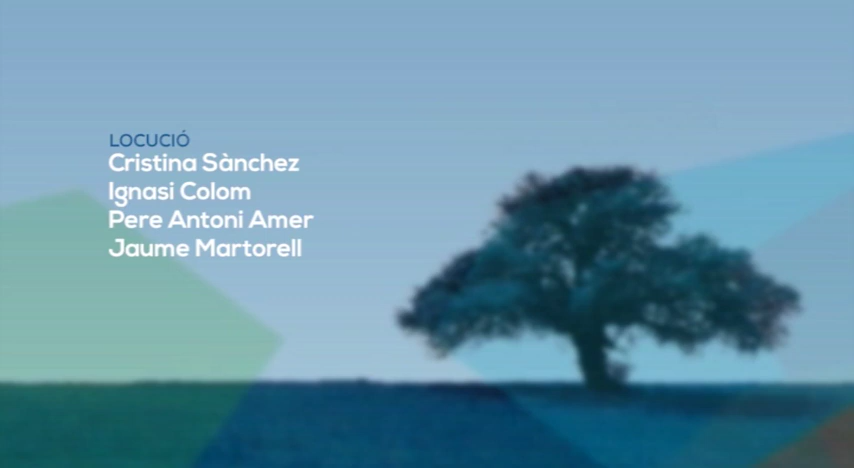 LOCUCIÓ
Cristina Sànchez
Ignasi Colom
Pere Antoni Amer
Jaume Martorell